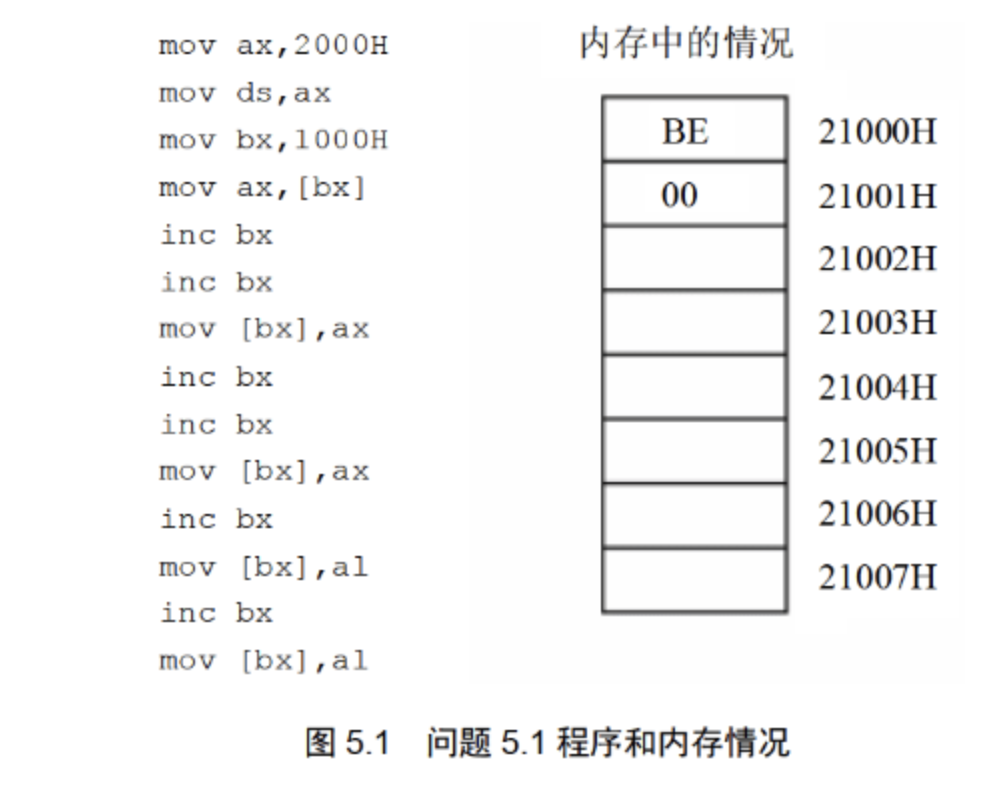 mov ax,2000H
mov ds,ax
mov bx,1000H
mov ax,[bx]
inc bx
inc bx
mov [bx],ax
inc bx
inc bx
mov [bx],ax
inc bx
mov [bx],al
inc bx
mov [bx],al
内存中的情况
BE 21000H
00 21001H
21002H
21003H
21004H
21005H
21006H
21007H
图 5.1 问题 5.1 程序和内存情况